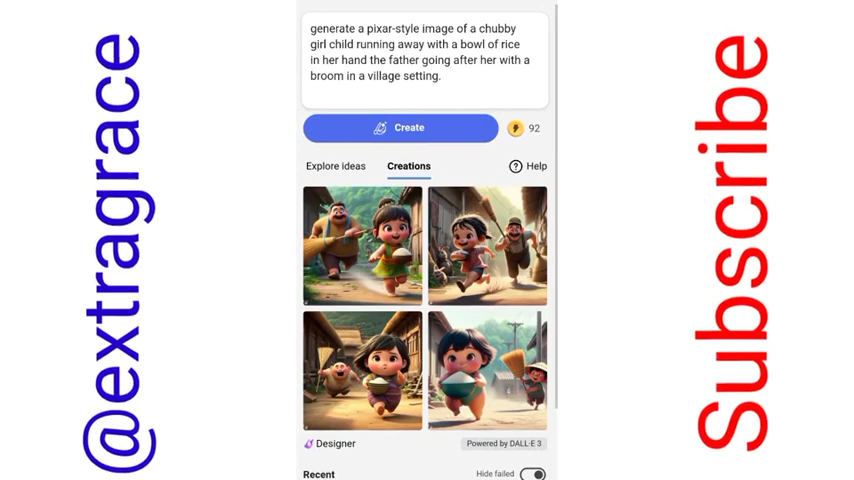 @extragrace
generate a pixar-style image of a chubby
girl child running away with a bowl of rice
in her hand the father going after her with a
broom in a village setting.
Create
92
Explore ideas
Creations
Help
Designer
Powered by DALL·E 3
Recent
Hide failed
Subscribe